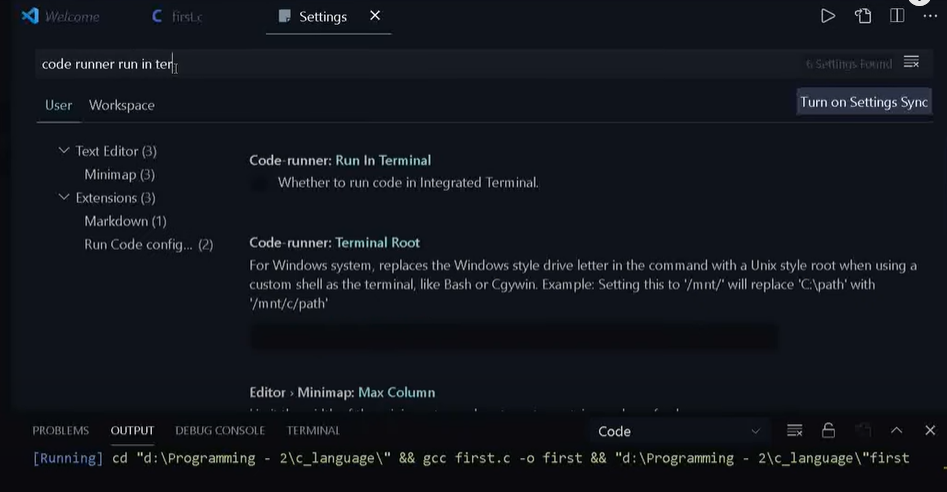 Welcome
first.c
Settings
code runner run in ter
6 Settings Found
User
Workspace
Turn on Settings Sync
Text Editor (3)
Minimap (3)
Extensions (3)
Markdown (1)
Run Code config... (2)
Code-runner: Run In Terminal
Whether to run code in Integrated Terminal.
Code-runner: Terminal Root
For Windows system, replaces the Windows style drive letter in the command with a Unix style root when using a
custom shell as the terminal, like Bash or Cgywin. Example: Setting this to '/mnt/' will replace 'C:\path' with
'/mnt/c/path'
Editor › Minimap: Max Column
PROBLEMS
OUTPUT
DEBUG CONSOLE
TERMINAL
Code
[Running] cd "d:\Programming - 2\c_language\" && gcc first.c -o first && "d:\Programming - 2\c_language\"first